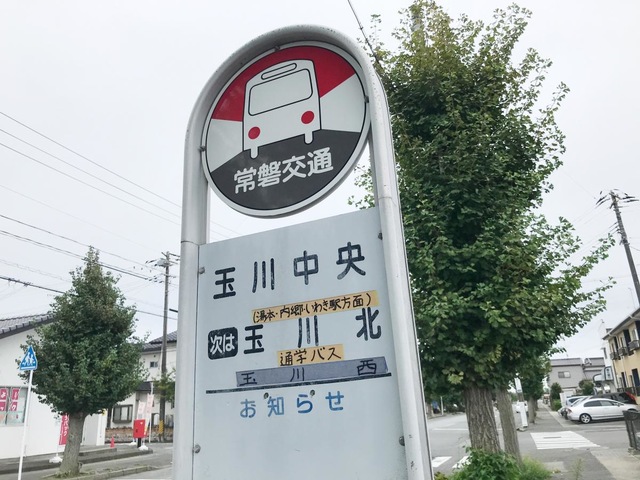 常磐交通
玉川中央
(湯本・内郷・いわき駅方面)
次は 玉川北
通学バス
玉川西
お知らせ